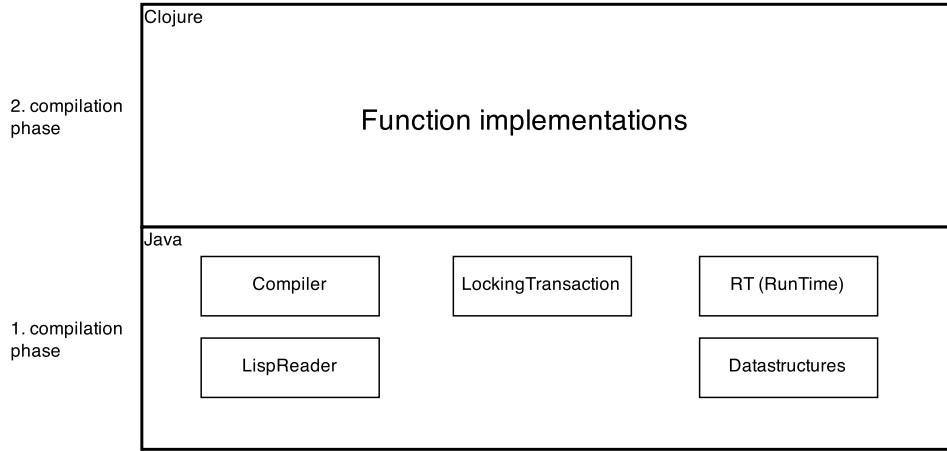 Clojure
2. compilation
phase
Function implementations
Java
Compiler
LockingTransaction
RT (RunTime)
1. compilation
phase
LispReader
Datastructures